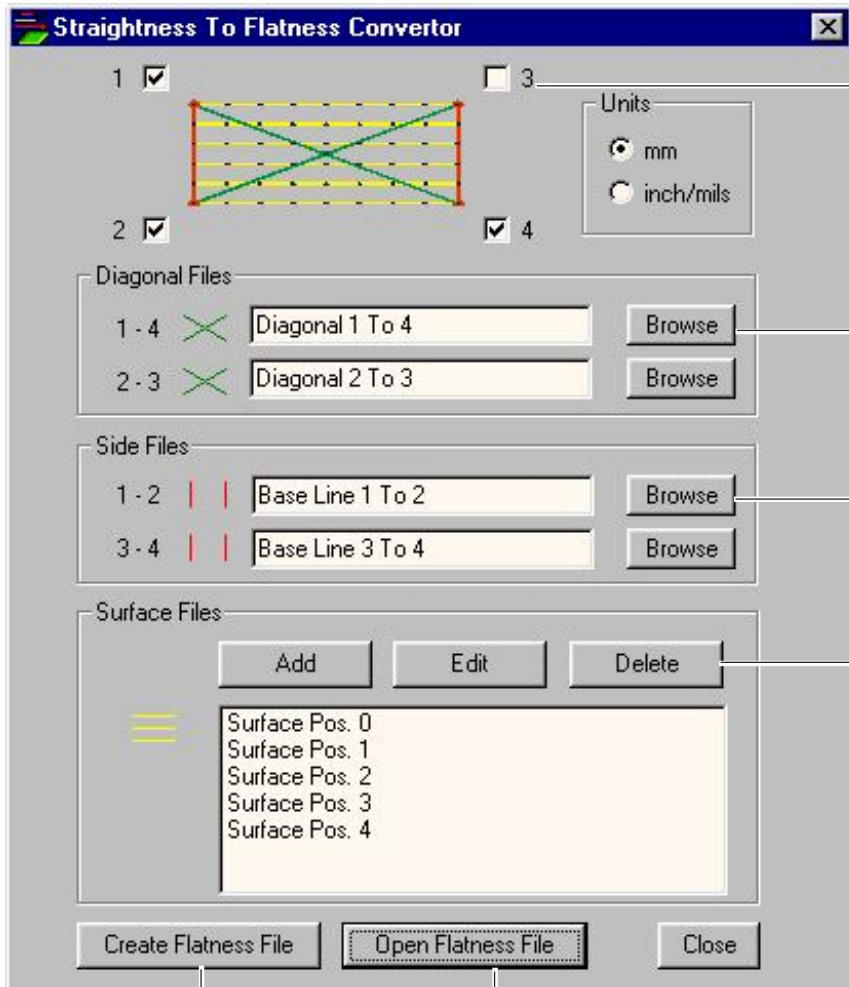 Straightness To Flatness Convertor
1 3
Units
mm
inch/mils
2 4
Diagonal Files
1 - 4 Diagonal 1 To 4 Browse
2 - 3 Diagonal 2 To 3 Browse
Side Files
1 - 2 Base Line 1 To 2 Browse
3 - 4 Base Line 3 To 4 Browse
Surface Files
Add Edit Delete
Surface Pos. 0
Surface Pos. 1
Surface Pos. 2
Surface Pos. 3
Surface Pos. 4
Create Flatness File Open Flatness File Close